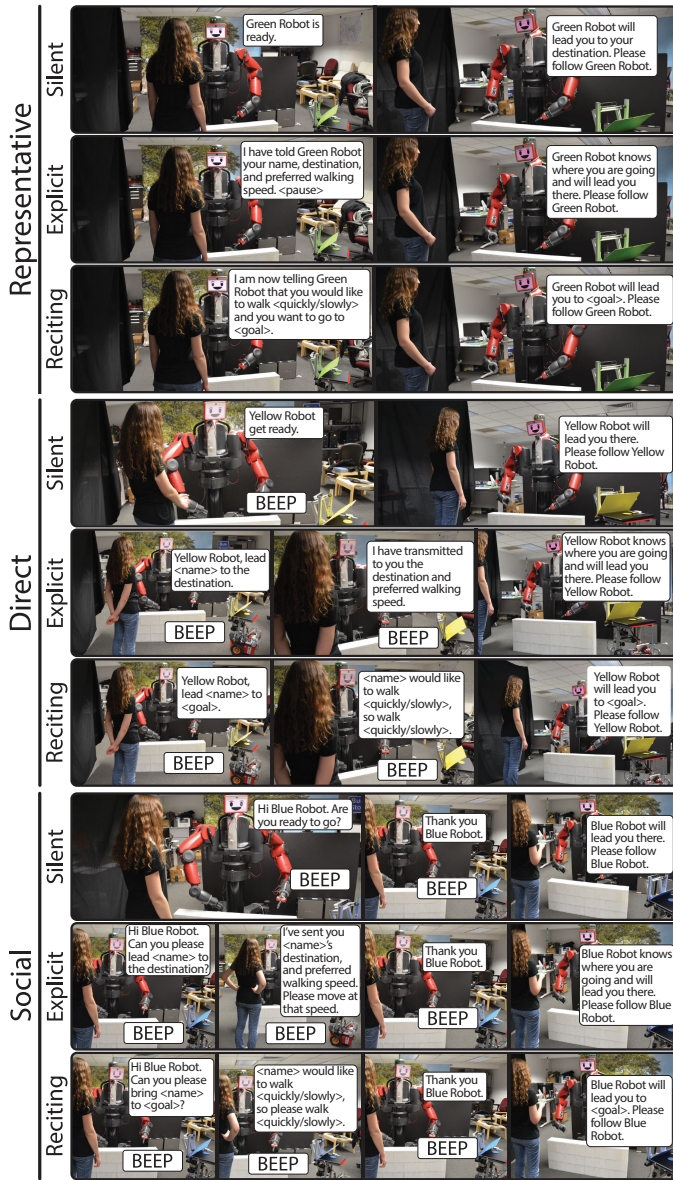 Representative
Silent
Green Robot is
ready.
Green Robot will
lead you to your
destination. Please
follow Green Robot.
Explicit
I have told Green Robot
your name, destination,
and preferred walking
speed. <pause>
Green Robot knows
where you are going
and will lead you
there. Please follow
Green Robot.
Reciting
I am now telling Green
Robot that you would like
to walk <quickly/slowly>
and you want to go to
<goal>.
Green Robot will lead
you to <goal>. Please
follow Green Robot.
Direct
Silent
Yellow Robot
get ready.
BEEP
Yellow Robot will
lead you there.
Please follow Yellow
Robot.
Explicit
Yellow Robot, lead
<name> to the
destination.
BEEP
I have transmitted
to you the
destination and
preferred walking
speed.
BEEP
Yellow Robot knows
where you are going
and will lead you
there. Please follow
Yellow Robot.
Reciting
Yellow Robot,
lead <name> to
<goal>.
BEEP
<name> would like
to walk
<quickly/slowly>,
so walk
<quickly/slowly>.
BEEP
Yellow Robot
will lead you
to <goal>.
Please follow
Yellow Robot.
Social
Silent
Hi Blue Robot. Are
you ready to go?
BEEP
Thank you
Blue Robot.
BEEP
Blue Robot will
lead you there.
Please follow
Blue Robot.
Explicit
Hi Blue Robot.
Can you please
lead <name> to
the destination?
BEEP
I've sent you
<name>'s
destination,
and preferred
walking speed.
Please move at
that speed.
BEEP
Thank you
Blue Robot.
BEEP
Blue Robot knows
where you are
going and will
lead you there.
Please follow Blue
Robot.
Reciting
Hi Blue Robot.
Can you please
bring <name>
to <goal>?
BEEP
<name> would like
to walk
<quickly/slowly>,
so please walk
<quickly/slowly>.
BEEP
Thank you
Blue Robot.
BEEP
Blue Robot will
lead you to
<goal>. Please
follow Blue
Robot.